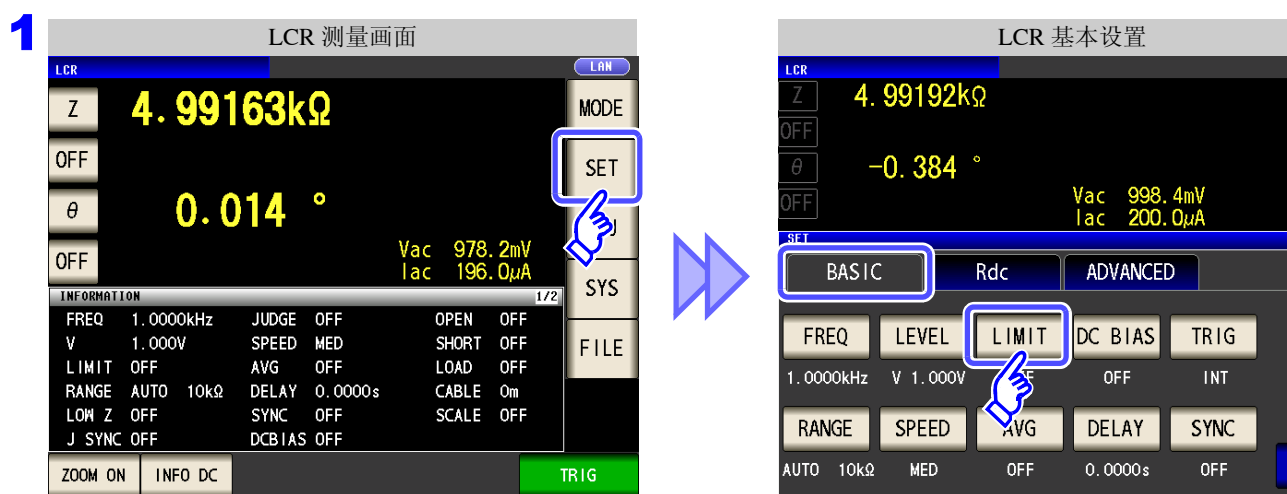 1
LCR 测量画面
LCR
LAN
Z
4.99163kΩ
MODE
OFF
SET
θ
0.014 °
OFF
Vac 978.2mV
Iac 196.0μA
SYS
INFORMATION 1/2
FREQ 1.0000kHz JUDGE OFF OPEN OFF
V 1.000V SPEED MED SHORT OFF
FILE
LIMIT OFF AVG OFF LOAD OFF
RANGE AUTO 10kΩ DELAY 0.0000s CABLE 0m
LOW Z OFF SYNC OFF SCALE OFF
J SYNC OFF DCBIAS OFF
ZOOM ON INFO DC TRIG
LCR 基本设置
LCR
Z 4.99192kΩ
OFF
θ -0.384 °
OFF
Vac 998.4mV
Iac 200.0μA
SET
BASIC Rdc ADVANCED
FREQ LEVEL LIMIT DC BIAS TRIG
1.0000kHz V 1.000V OFF INT
RANGE SPEED AVG DELAY SYNC
AUTO 10kΩ MED OFF 0.0000s OFF